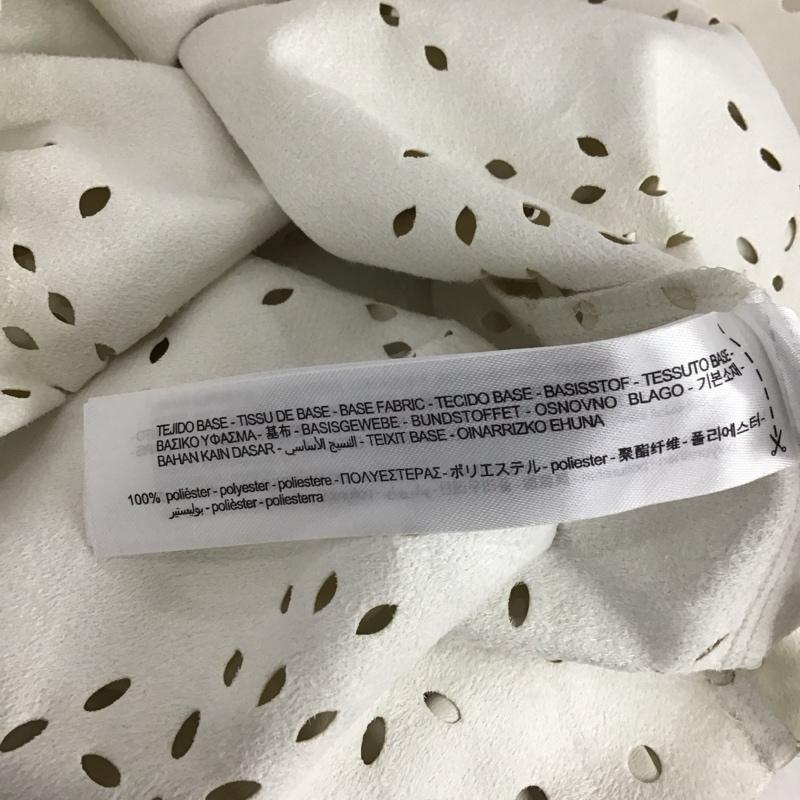 TEJIDO BASE - TISSU DE BASE - BASE FABRIC - TECIDO BASE - BASISSTOF - TESSUTO BASE-
ΒΑΣΙΚΟ ΥΦΑΣΜΑ - 基布 - BASISGEWEBE - BUNDSTOFFET - OSNOVNO BLAGO - 기본소재-
BAHAN KAIN DASAR - النسيج الأساسي - TEIXIT BASE - OINARRIZKO EHUNA
100% poliéster - polyester - poliestere - ΠΟΛΥΕΣΤΕΡΑΣ - ポリエステル - poliester - 聚酯纤维 - 폴리에스터-
بوليستير - polièster - poliesterra